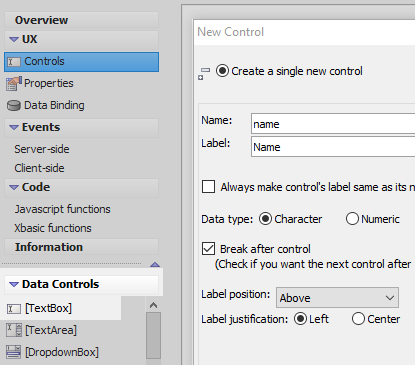 Overview
UX
Controls
Properties
Data Binding
Events
Server-side
Client-side
Code
Javascript functions
Xbasic functions
Information
Data Controls
[TextBox]
[TextArea]
[DropdownBox]
New Control
Create a single new control
Name: name
Label: Name
Always make control's label same as its n
Data type: Character Numeric
Break after control
(Check if you want the next control after
Label position: Above
Label justification: Left Center